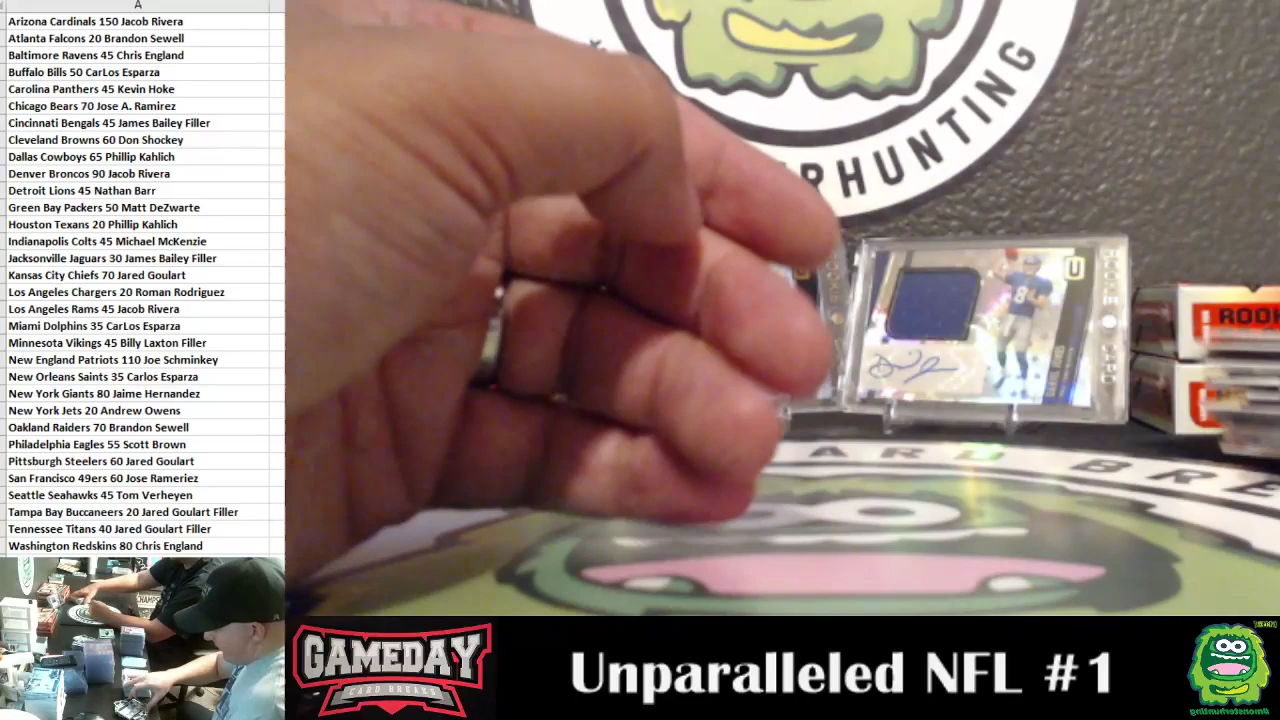 A
Arizona Cardinals 150 Jacob Rivera
Atlanta Falcons 20 Brandon Sewell
Baltimore Ravens 45 Chris England
Buffalo Bills 50 CarLos Esparza
Carolina Panthers 45 Kevin Hoke
Chicago Bears 70 Jose A. Ramirez
Cincinnati Bengals 45 James Bailey Filler
Cleveland Browns 60 Don Shockey
Dallas Cowboys 65 Phillip Kahlich
Denver Broncos 90 Jacob Rivera
Detroit Lions 45 Nathan Barr
Green Bay Packers 50 Matt DeZwarte
Houston Texans 20 Phillip Kahlich
Indianapolis Colts 45 Michael McKenzie
Jacksonville Jaguars 30 James Bailey Filler
Kansas City Chiefs 70 Jared Goulart
Los Angeles Chargers 20 Roman Rodriguez
Los Angeles Rams 45 Jacob Rivera
Miami Dolphins 35 CarLos Esparza
Minnesota Vikings 45 Billy Laxton Filler
New England Patriots 110 Joe Schminkey
New Orleans Saints 35 Carlos Esparza
New York Giants 80 Jaime Hernandez
New York Jets 20 Andrew Owens
Oakland Raiders 70 Brandon Sewell
Philadelphia Eagles 55 Scott Brown
Pittsburgh Steelers 60 Jared Goulart
San Francisco 49ers 60 Jose Rameriez
Seattle Seahawks 45 Tom Verheyen
Tampa Bay Buccaneers 20 Jared Goulart Filler
Tennessee Titans 40 Jared Goulart Filler
Washington Redskins 80 Chris England
RHUNTING
U
ROOKIE CARD
8
ROOK
ARD BRE
GAMEDAY
CARD BREAKS
Unparalleled NFL #1
#monsterhunting